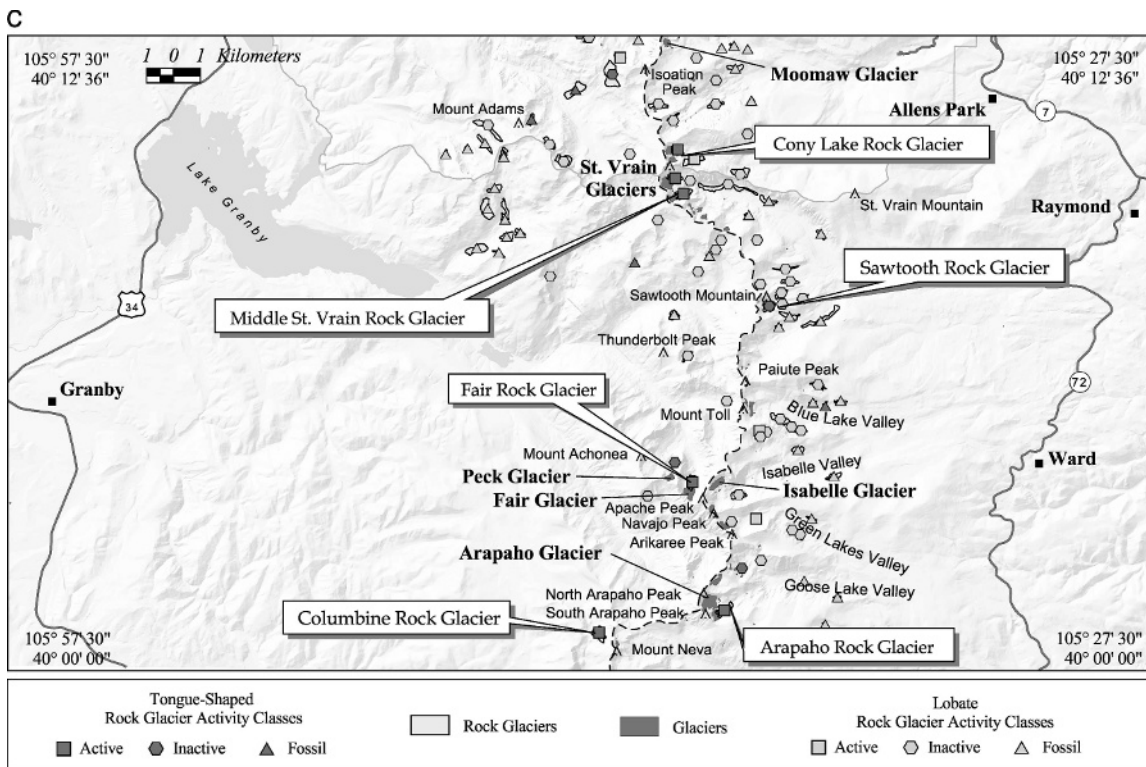 C
1 0 1 Kilometers
105° 57' 30"
40° 12' 36"
105° 27' 30"
40° 12' 36"
Isoation
Peak
Moomaw Glacier
Allens Park
7
Mount Adams
Cony Lake Rock Glacier
St. Vrain
Glaciers
Lake Granby
St. Vrain Mountain
Raymond
Sawtooth Rock Glacier
34
Sawtooth Mountain
Middle St. Vrain Rock Glacier
Thunderbolt Peak
Paiute Peak
Fair Rock Glacier
72
Granby
Mount Toll
Blue Lake Valley
Mount Achonea
Isabelle Valley
Ward
Peck Glacier
Fair Glacier
Isabelle Glacier
Apache Peak
Navajo Peak
Green Lakes Valley
Arikaree Peak
Arapaho Glacier
Goose Lake Valley
North Arapaho Peak
South Arapaho Peak
Columbine Rock Glacier
105° 57' 30"
40° 00' 00"
Mount Neva
Arapaho Rock Glacier
105° 27' 30"
40° 00' 00"
Tongue-Shaped
Rock Glacier Activity Classes
Active Inactive Fossil
Rock Glaciers
Glaciers
Lobate
Rock Glacier Activity Classes
Active Inactive Fossil